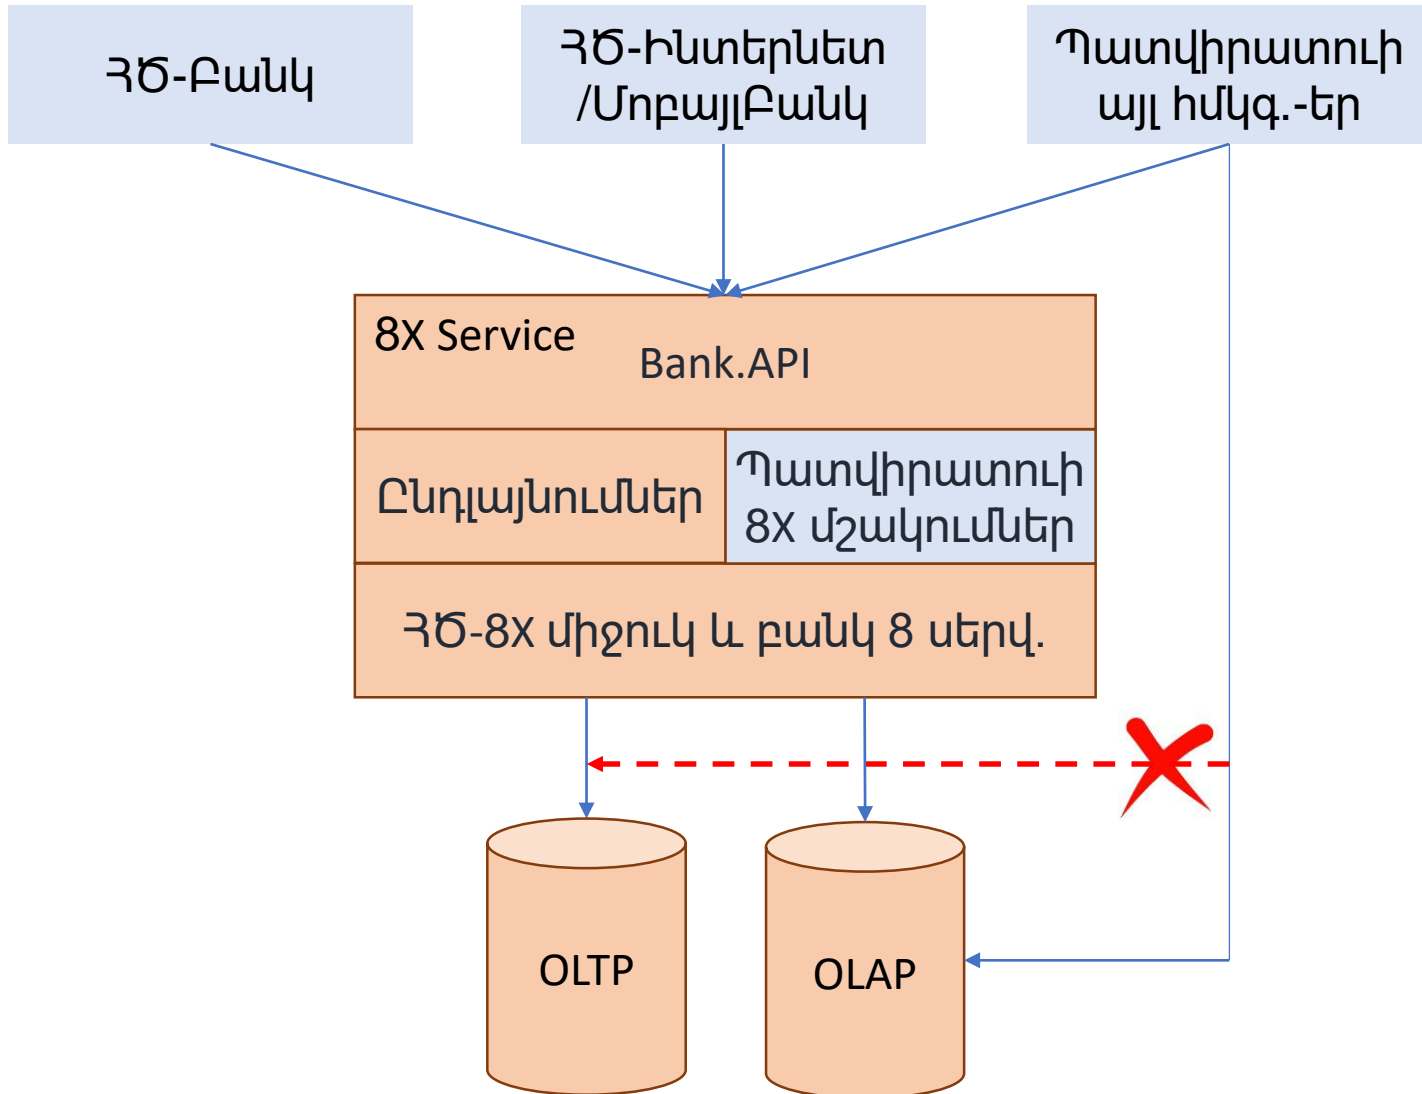 ՀԾ-Բանկ
ՀԾ-Ինտերնետ
/ՄոբայլԲանկ
Պատվիրատուի
այլ հմկգ.-եր
8X Service
Bank.API
Ընդլայնումներ
Պատվիրատուի
8X մշակումներ
ՀԾ-8X միջուկ և բանկ 8 սերվ.
OLTP
OLAP